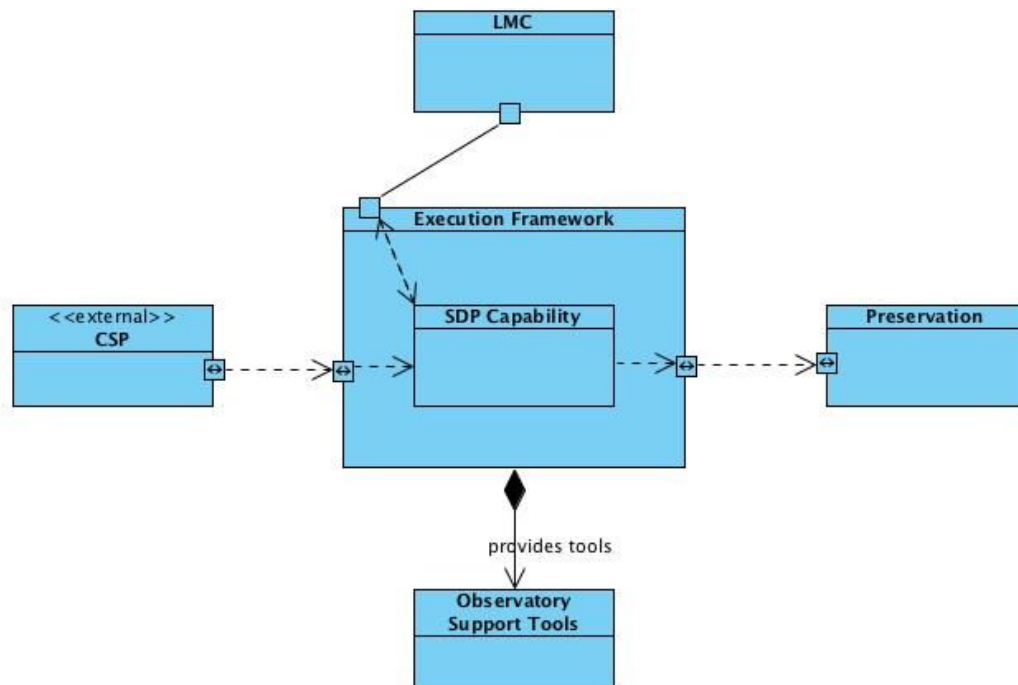 LMC
Execution Framework
<<external>>
CSP
SDP Capability
Preservation
provides tools
Observatory
Support Tools